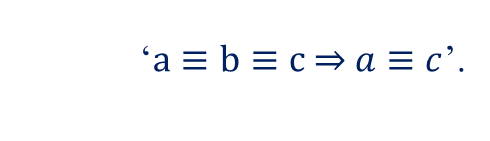 ‘a ≡ b ≡ c ⇒ a ≡ c’.